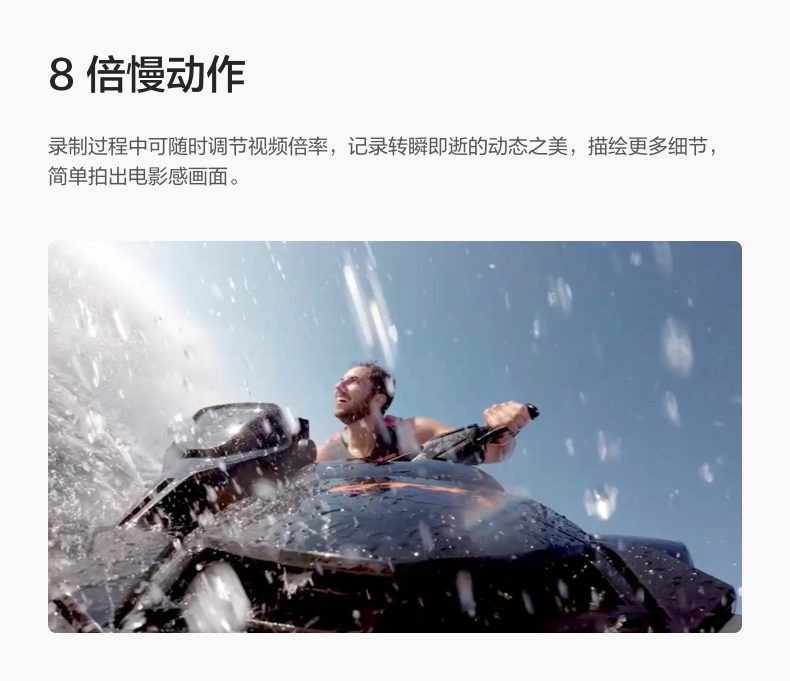 8 倍慢动作
录制过程中可随时调节视频倍率，记录转瞬即逝的动态之美，描绘更多细节，
简单拍出电影感画面。